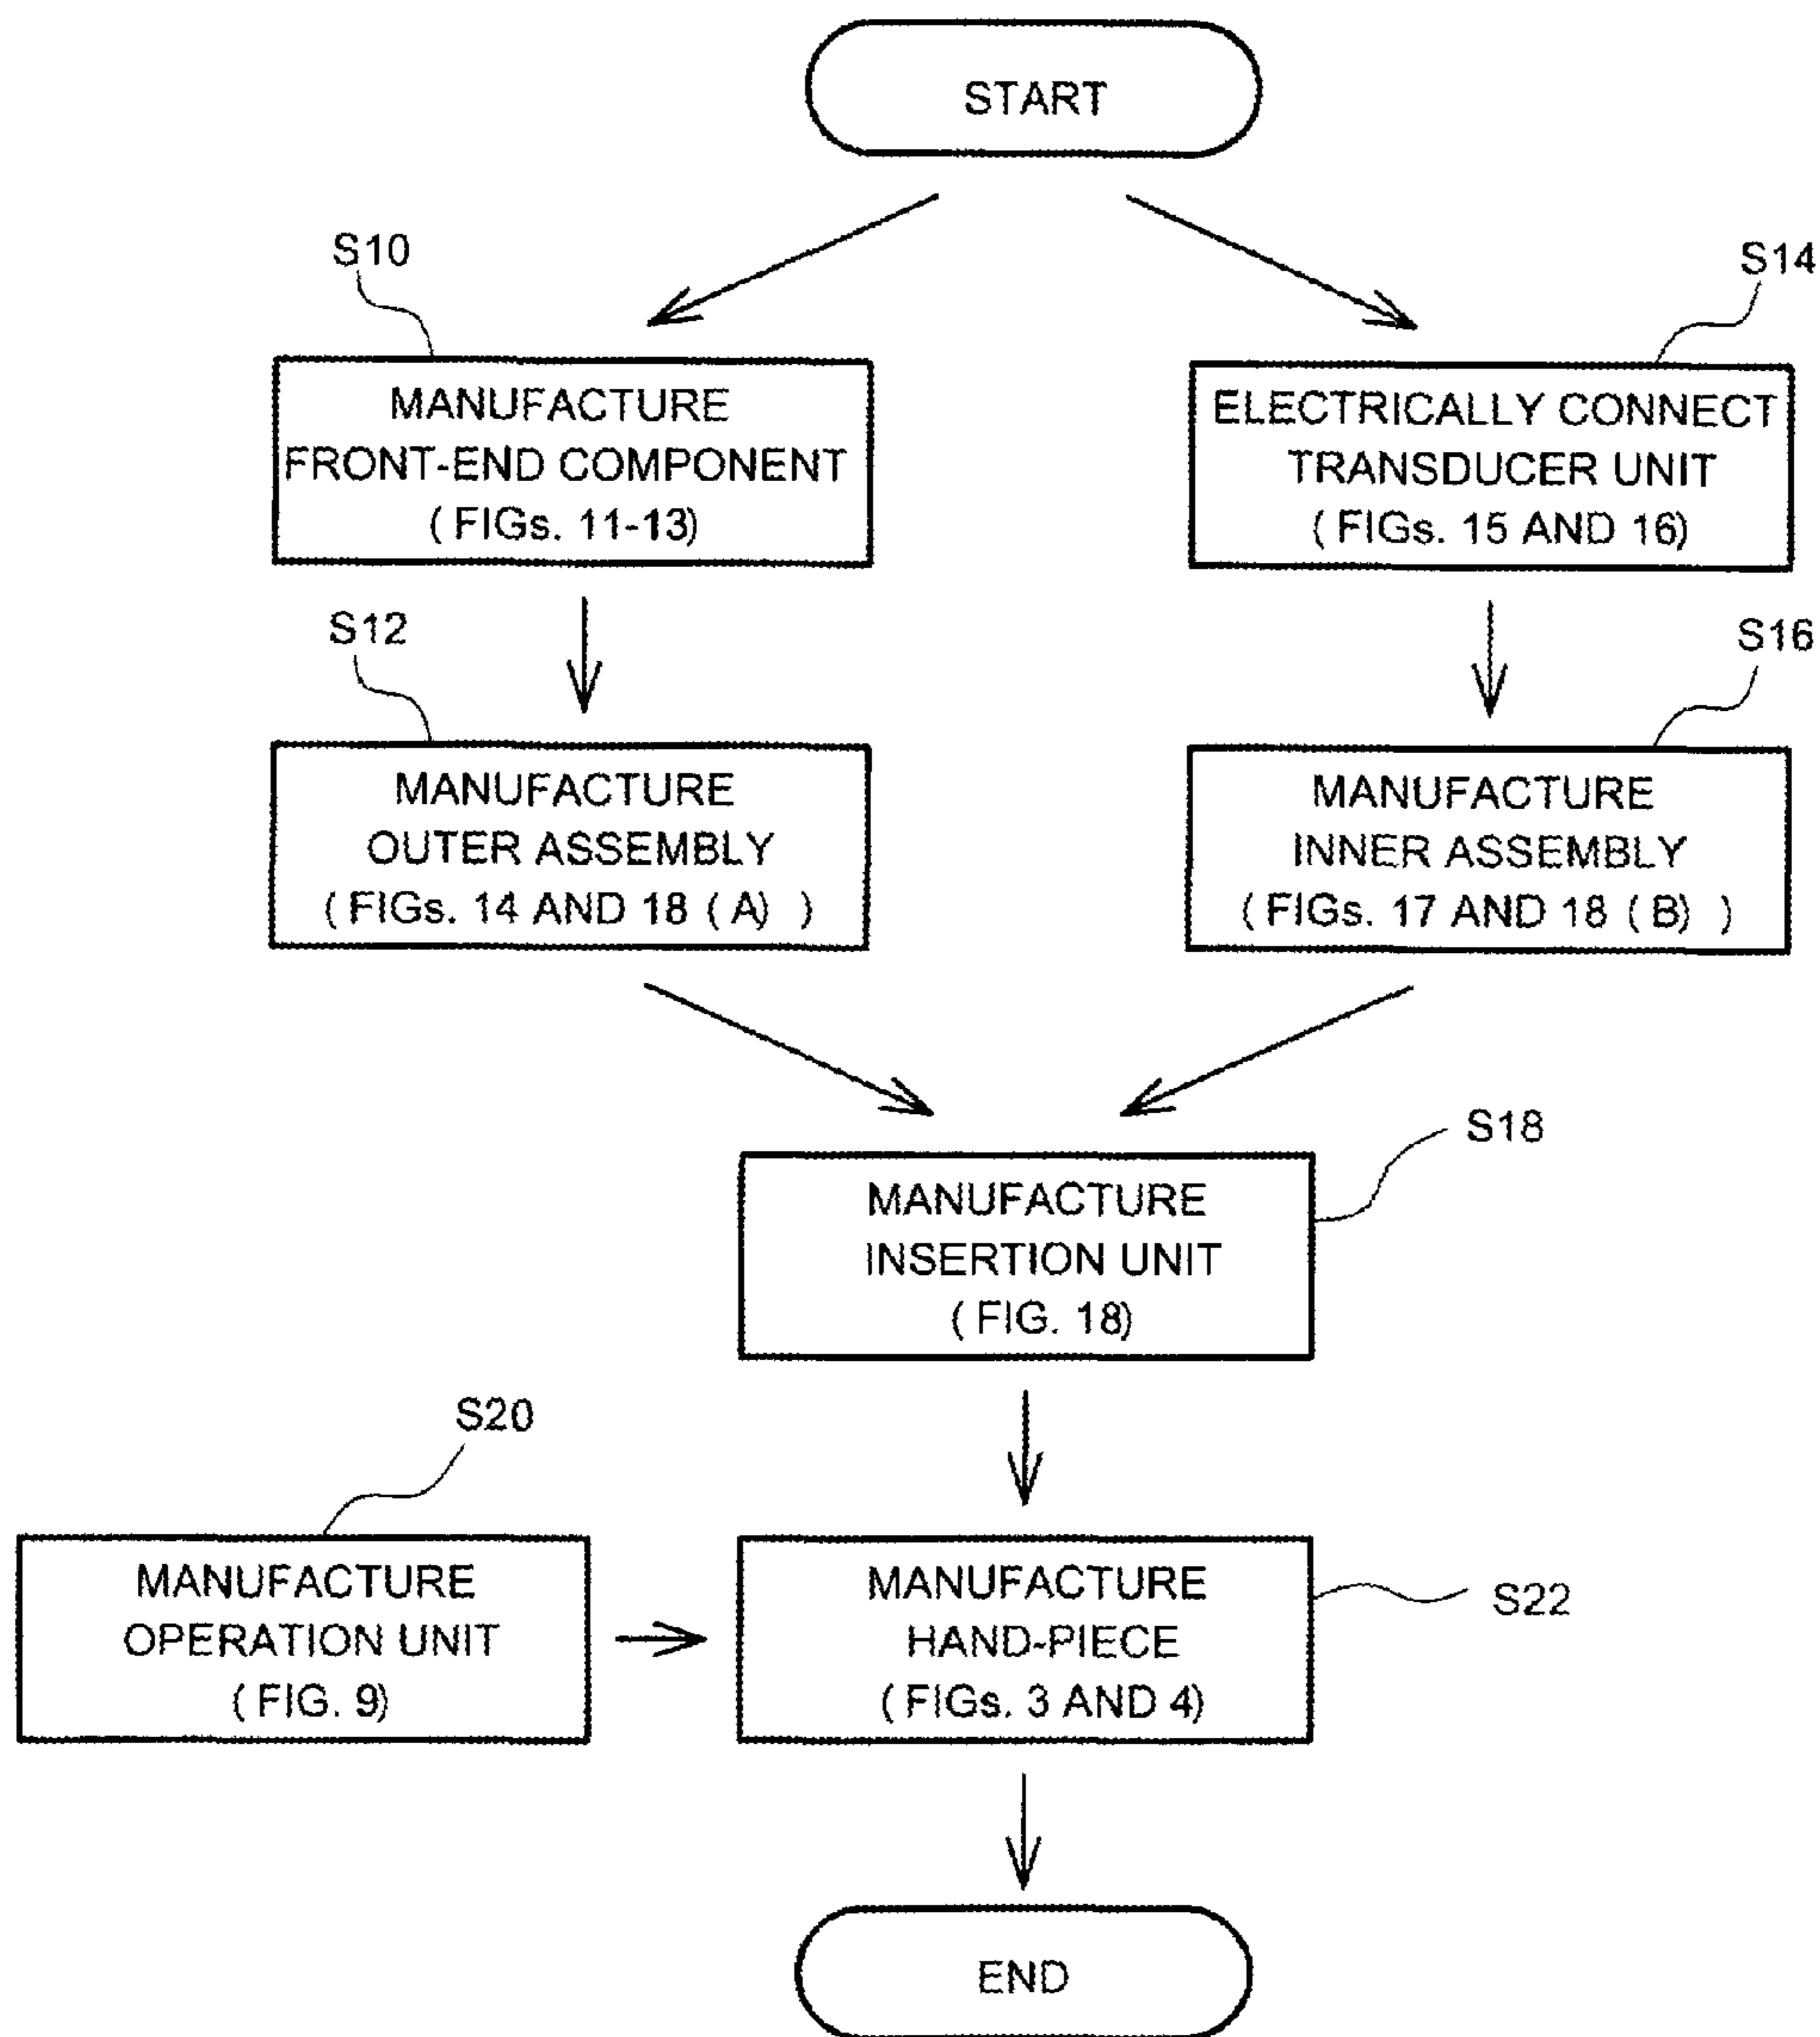 START
S10
MANUFACTURE
FRONT-END COMPONENT
( FIGs. 11-13)
S14
ELECTRICALLY CONNECT
TRANSDUCER UNIT
( FIGs. 15 AND 16)
S12
MANUFACTURE
OUTER ASSEMBLY
( FIGs. 14 AND 18 ( A) )
S16
MANUFACTURE
INNER ASSEMBLY
( FIGs. 17 AND 18 ( B) )
S18
MANUFACTURE
INSERTION UNIT
( FIG. 18)
S20
MANUFACTURE
OPERATION UNIT
( FIG. 9)
S22
MANUFACTURE
HAND-PIECE
( FIGs. 3 AND 4)
END